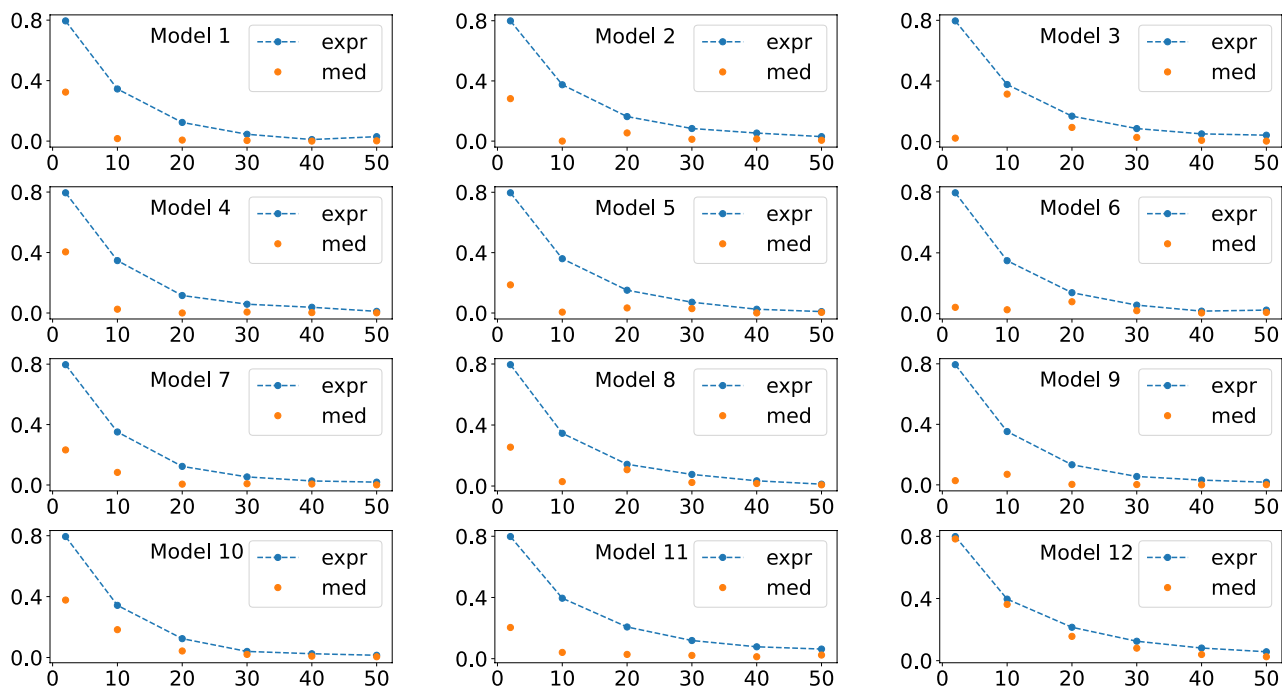 0.8 Model 1 expr
0.4 med
0.0
0 10 20 30 40 50
Model 2 expr
0.8
0.4 med
0.0
0 10 20 30 40 50
0.8 Model 3 expr
0.4 med
0.0
0 10 20 30 40 50
0.8 Model 4 expr
0.4 med
0.0
0 10 20 30 40 50
0.8 Model 5 expr
0.4 med
0.0
0 10 20 30 40 50
0.8 Model 6 expr
0.4 med
0.0
0 10 20 30 40 50
0.8 Model 7 expr
0.4 med
0.0
0 10 20 30 40 50
0.8 Model 8 expr
0.4 med
0.0
0 10 20 30 40 50
0.8 Model 9 expr
0.4 med
0.0
0 10 20 30 40 50
0.8 Model 10 expr
0.4 med
0.0
0 10 20 30 40 50
0.8 Model 11 expr
0.4 med
0.0
0 10 20 30 40 50
0.8 Model 12 expr
0.4 med
0.0
0 10 20 30 40 50